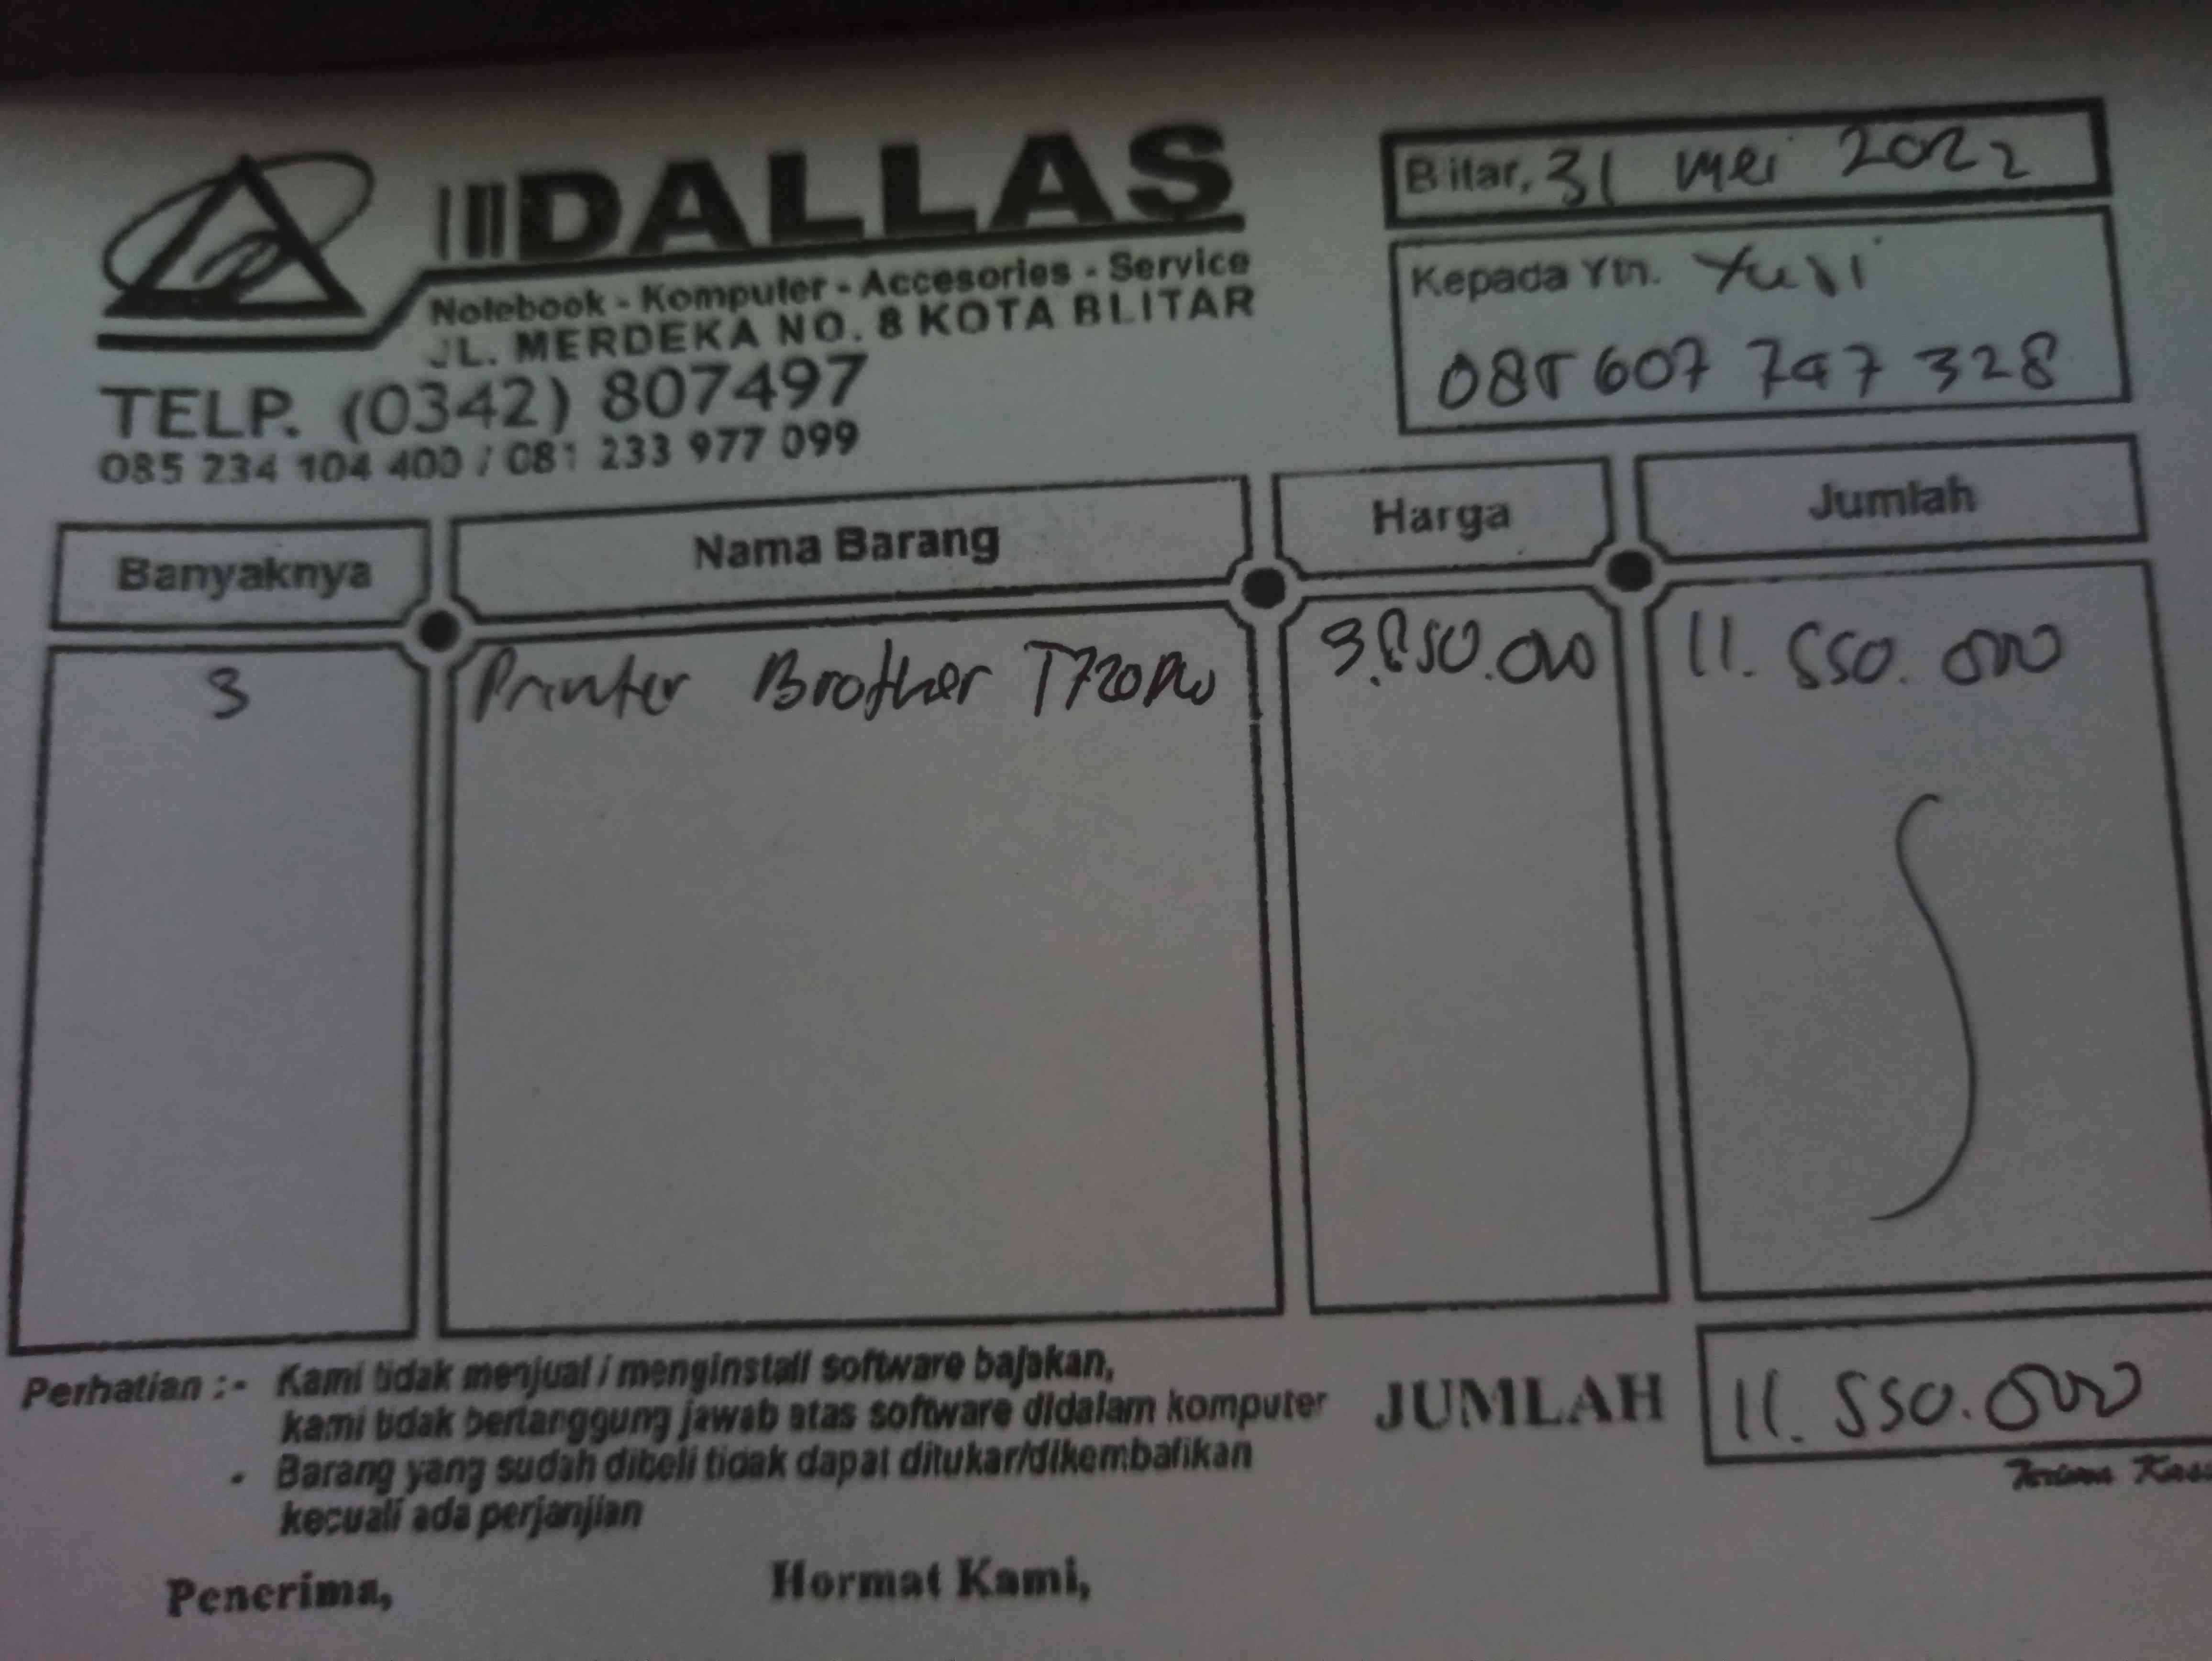 DALLAS
Notebook - Komputer - Accesories - Service
JL. MERDEKA NO. 8 KOTA BLITAR
TELP. (0342) 807497
085 234 104 400 / 081 233 977 099
Blitar, 31 Mei 2022
Kepada Yth.
085 607 747 328
Banyaknya Nama Barang Harga Jumlah
3 Printer Brother T720DW 3.850.000 11.550.000
Perhatian :- Kami tidak menjual / menginstall software bajakan,
kami tidak bertanggung jawab atas software didalam komputer
- Barang yang sudah dibeli tidak dapat ditukar/dikembalikan
kecuali ada perjanjian
JUMLAH 11.550.000
Terima Kas
Penerima, Hormat Kami,